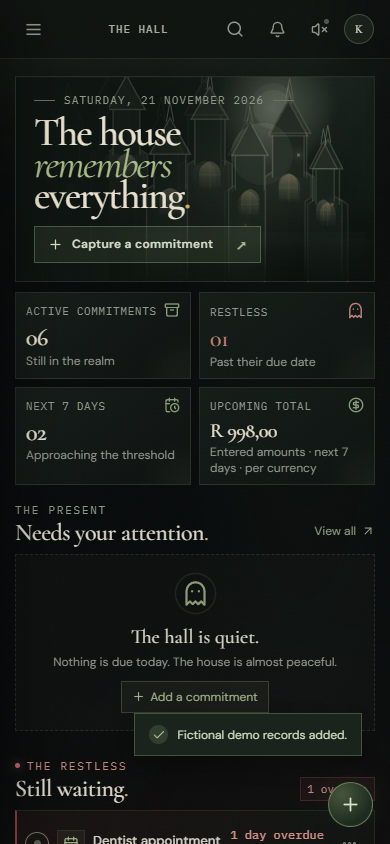 THE HALL
K
SATURDAY, 21 NOVEMBER 2026
The house
remembers
everything.
Capture a commitment
ACTIVE COMMITMENTS
06
Still in the realm
RESTLESS
01
Past their due date
NEXT 7 DAYS
02
Approaching the threshold
UPCOMING TOTAL
R 998,00
Entered amounts · next 7
days · per currency
THE PRESENT
Needs your attention.
View all
The hall is quiet.
Nothing is due today. The house is almost peaceful.
Add a commitment
Fictional demo records added.
THE RESTLESS
Still waiting.
1
Dentist appointment
1 day overdue